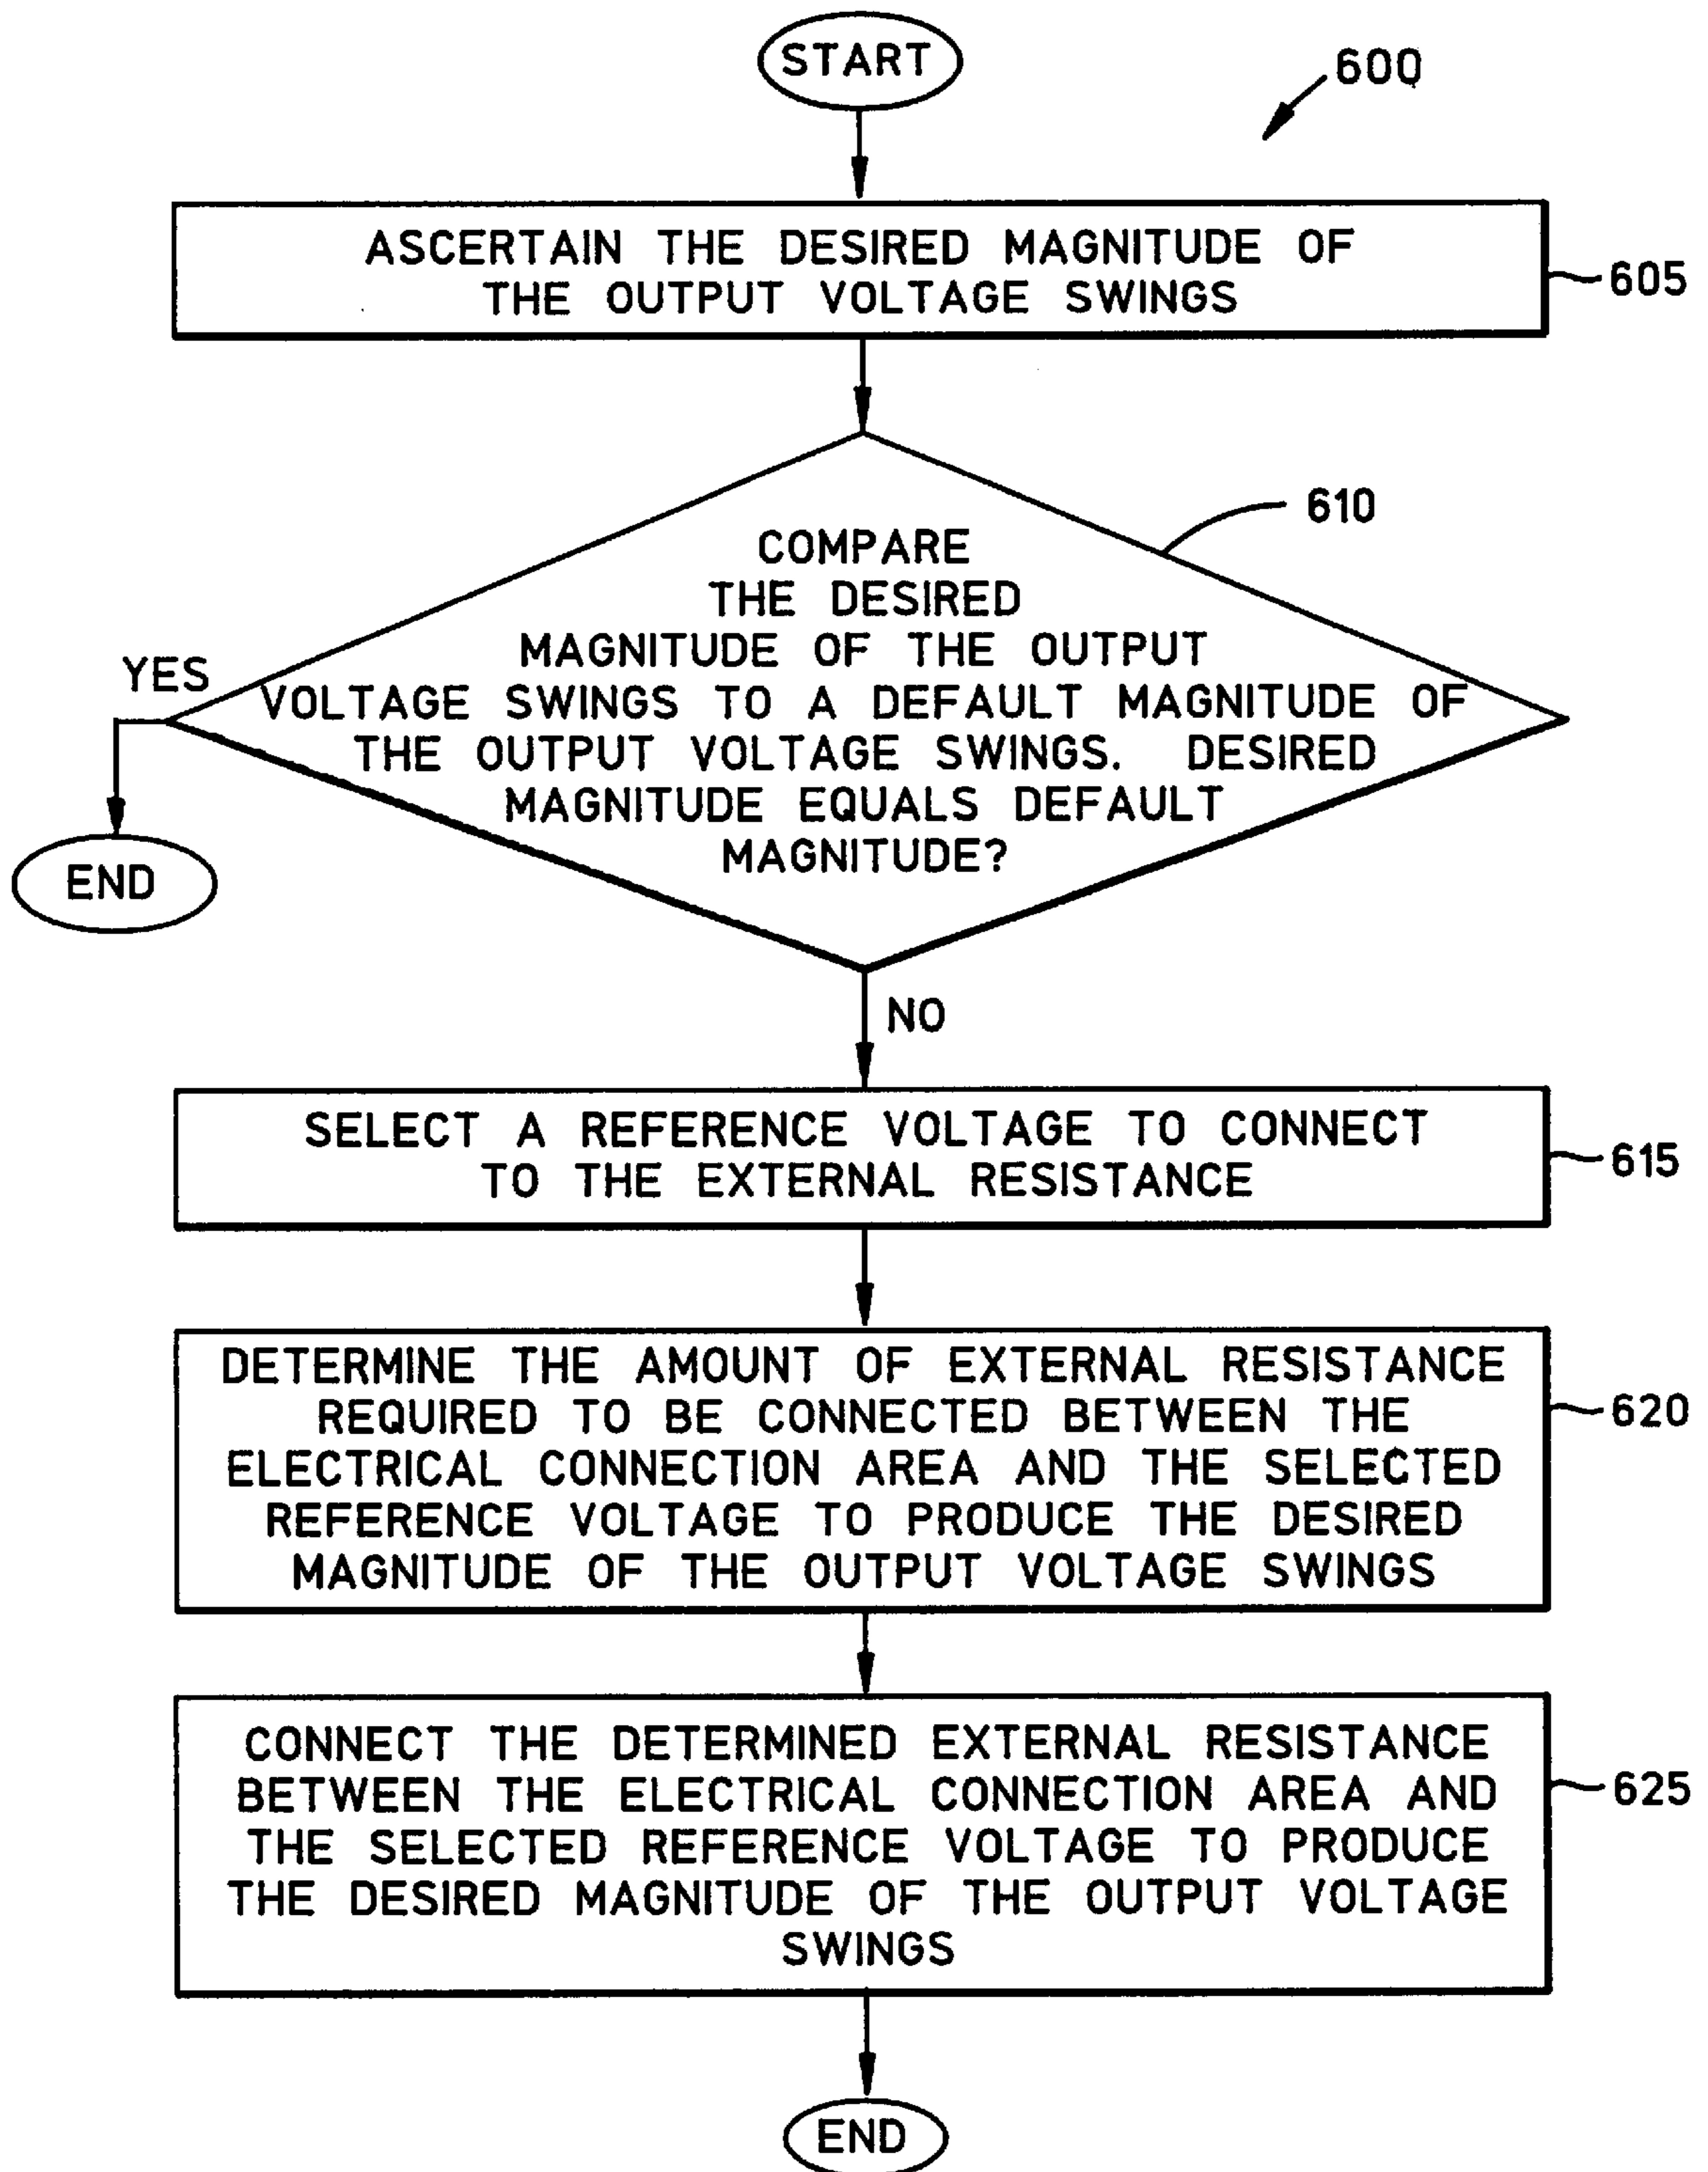 START
600
ASCERTAIN THE DESIRED MAGNITUDE OF
THE OUTPUT VOLTAGE SWINGS
605
610
COMPARE
THE DESIRED
MAGNITUDE OF THE OUTPUT
YES
VOLTAGE SWINGS TO A DEFAULT MAGNITUDE OF
THE OUTPUT VOLTAGE SWINGS. DESIRED
MAGNITUDE EQUALS DEFAULT
MAGNITUDE?
END
NO
SELECT A REFERENCE VOLTAGE TO CONNECT
TO THE EXTERNAL RESISTANCE
615
DETERMINE THE AMOUNT OF EXTERNAL RESISTANCE
REQUIRED TO BE CONNECTED BETWEEN THE
ELECTRICAL CONNECTION AREA AND THE SELECTED
REFERENCE VOLTAGE TO PRODUCE THE DESIRED
MAGNITUDE OF THE OUTPUT VOLTAGE SWINGS
620
CONNECT THE DETERMINED EXTERNAL RESISTANCE
BETWEEN THE ELECTRICAL CONNECTION AREA AND
THE SELECTED REFERENCE VOLTAGE TO PRODUCE
THE DESIRED MAGNITUDE OF THE OUTPUT VOLTAGE
SWINGS
625
END